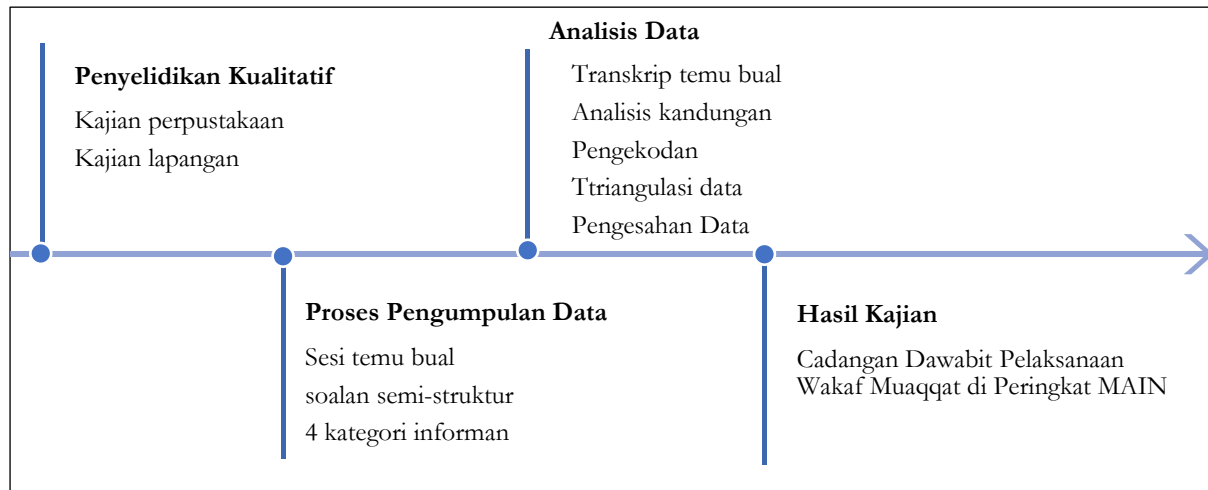 Penyelidikan Kualitatif
Kajian perpustakaan
Kajian lapangan
Proses Pengumpulan Data
Sesi temu bual
soalan semi-struktur
4 kategori informan
Analisis Data
Transkrip temu bual
Analisis kandungan
Pengekodan
Ttriangulasi data
Pengesahan Data
Hasil Kajian
Cadangan Dawabit Pelaksanaan
Wakaf Muaqqat di Peringkat MAIN